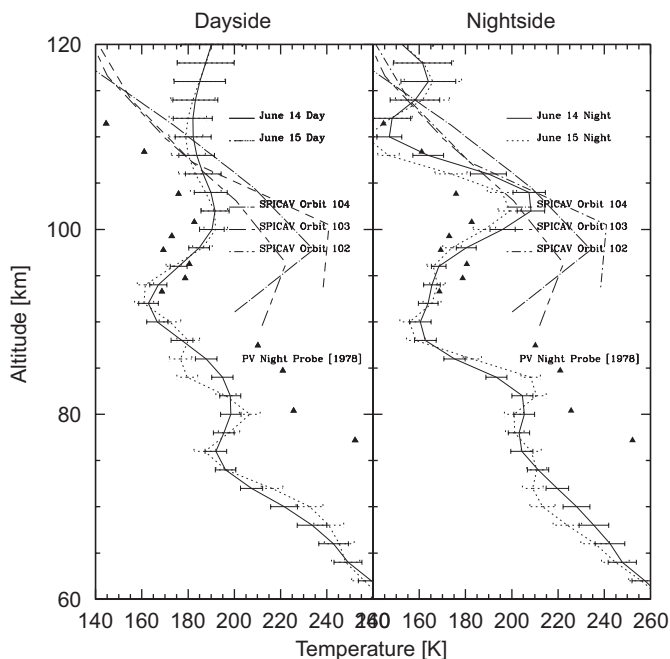 Dayside
Nightside
120
100
80
60
Altitude [km]
June 14 Day
June 15 Day
SPICAV Orbit 104
SPICAV Orbit 103
SPICAV Orbit 102
PV Night Probe [1978]
June 14 Night
June 15 Night
SPICAV Orbit 104
SPICAV Orbit 103
SPICAV Orbit 102
PV Night Probe [1978]
140 160 180 200 220 240 260
140 160 180 200 220 240 260
Temperature [K]
Temperature [K]